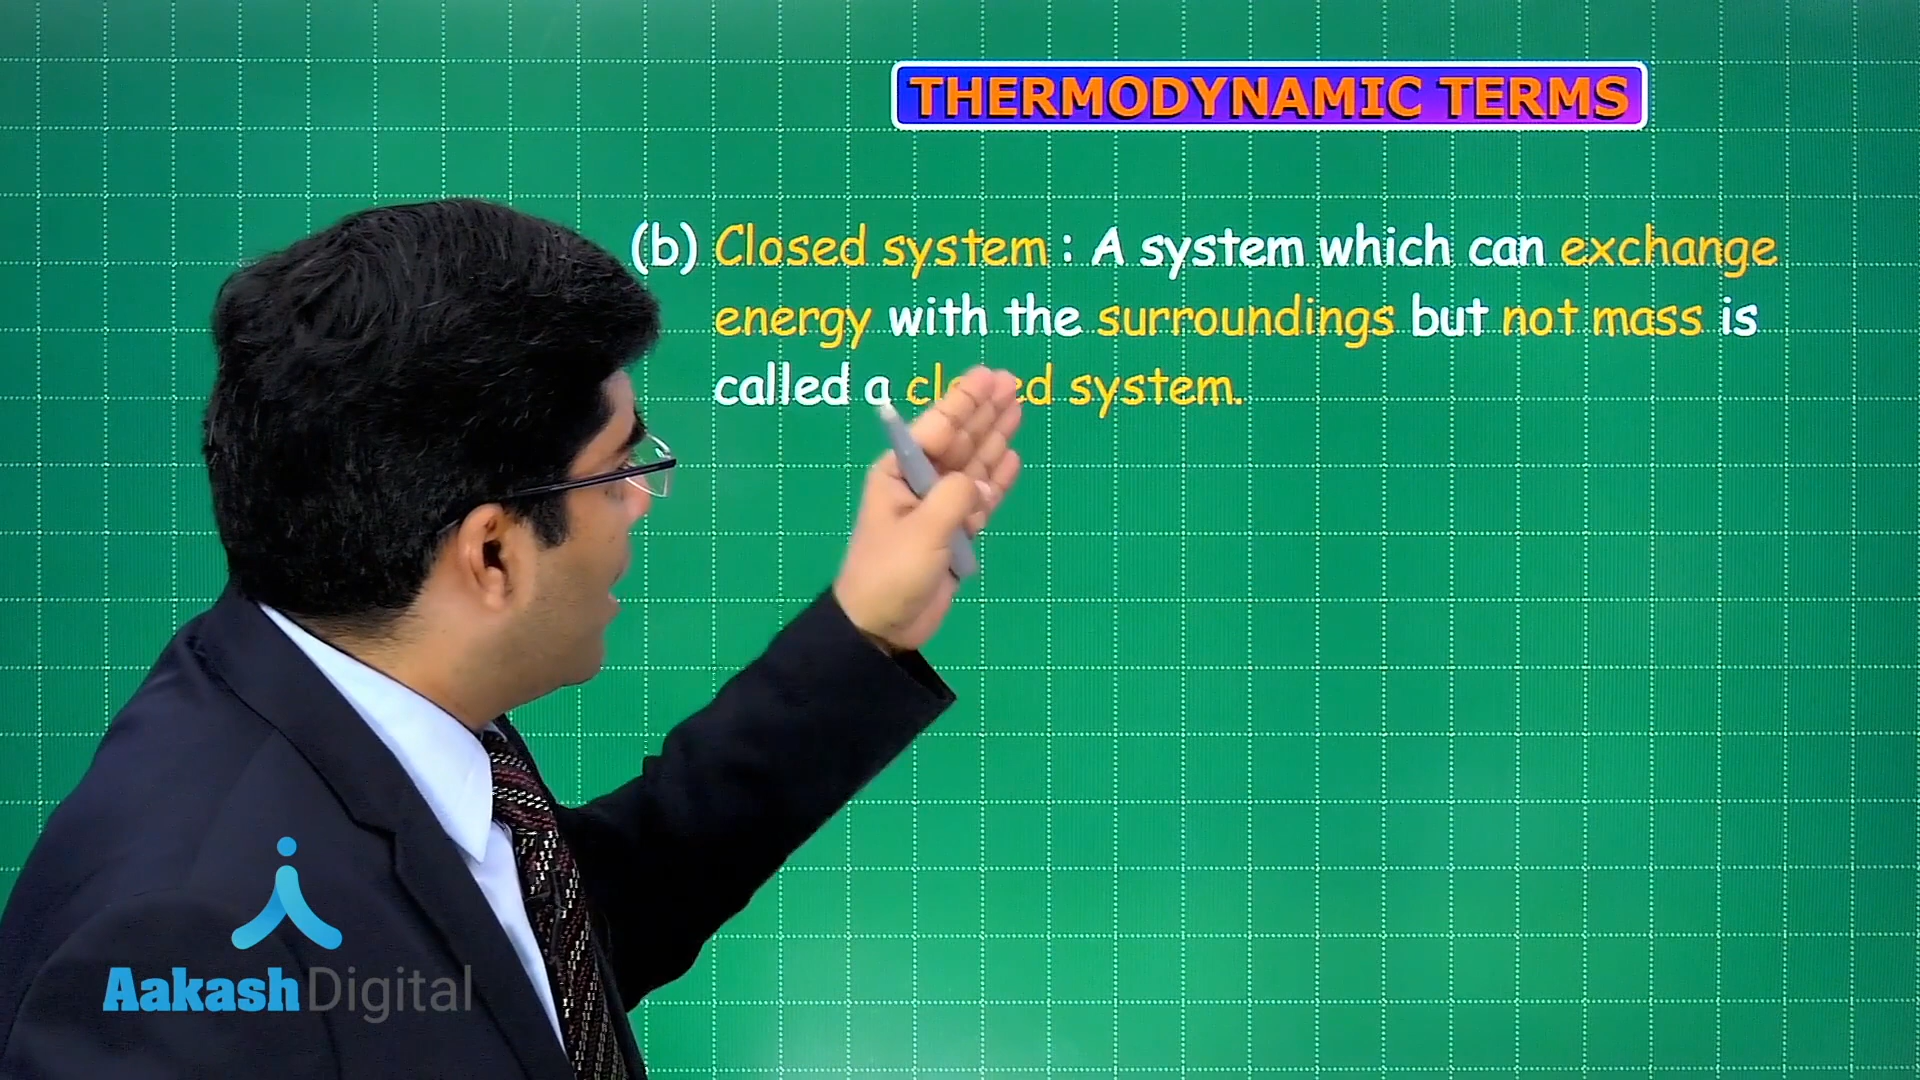 THERMODYNAMIC TERMS
(b) Closed system : A system which can exchange
energy with the surroundings but not mass is
called a closed system.
Aakash Digital